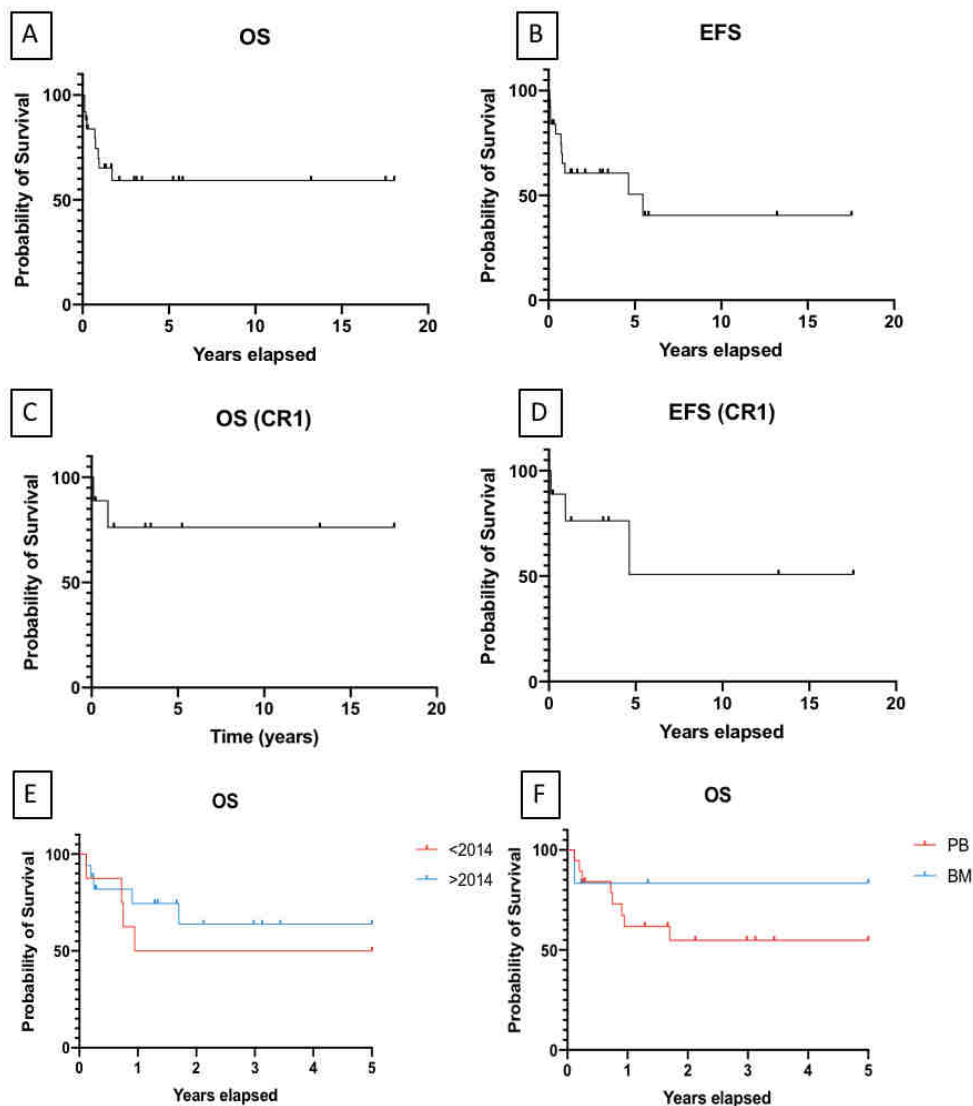 A
OS
Probability of Survival
100
50
0
0 5 10 15 20
Years elapsed
B
EFS
Probability of Survival
100
50
0
0 5 10 15 20
Years elapsed
C
OS (CR1)
Probability of Survival
100
50
0
0 5 10 15 20
Time (years)
D
EFS (CR1)
Probability of Survival
100
50
0
0 5 10 15 20
Years elapsed
E
OS
Probability of Survival
100
50
0
0 1 2 3 4 5
Years elapsed
<2014
>2014
F
OS
Probability of Survival
100
50
0
0 1 2 3 4 5
Years elapsed
PB
BM